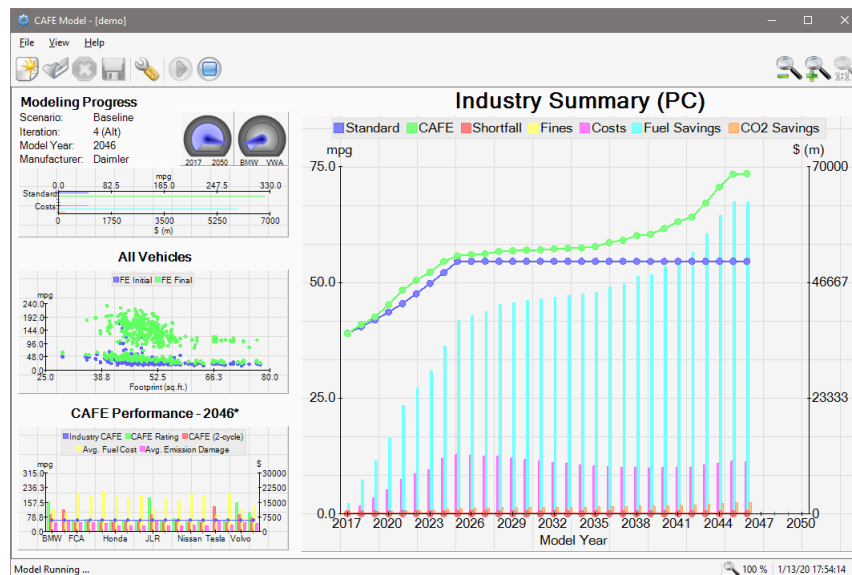 CAFE Model - [demo]
File View Help
Modeling Progress
Scenario: Baseline
Iteration: 4 (Alt)
Model Year: 2046
Manufacturer: Daimler
2017 2050 BMW VWA
mpg
0.0 82.5 165.0 247.5 330.0
Standard
Costs
0 1750 3500 5250 7000
$ (m)
All Vehicles
FE Initial FE Final
mpg
240.0
192.0
144.0
96.0
48.0
0.0
25.0 38.8 52.5 66.3 80.0
Footprint (sq.ft.)
CAFE Performance - 2046*
Industry CAFE CAFE Rating CAFE (2-cycle)
Avg. Fuel Cost Avg. Emission Damage
mpg $
315.0 30000
236.3 22500
157.5 15000
78.8 7500
0.0 0
BMW FCA Honda JLR Nissan Tesla Volvo
Industry Summary (PC)
Standard CAFE Shortfall Fines Costs Fuel Savings CO2 Savings
mpg $ (m)
75.0 70000
50.0 46667
25.0 23333
0.0 0
2017 2020 2023 2026 2029 2032 2035 2038 2041 2044 2047 2050
Model Year
Model Running ...
100 % 1/13/20 17:54:14